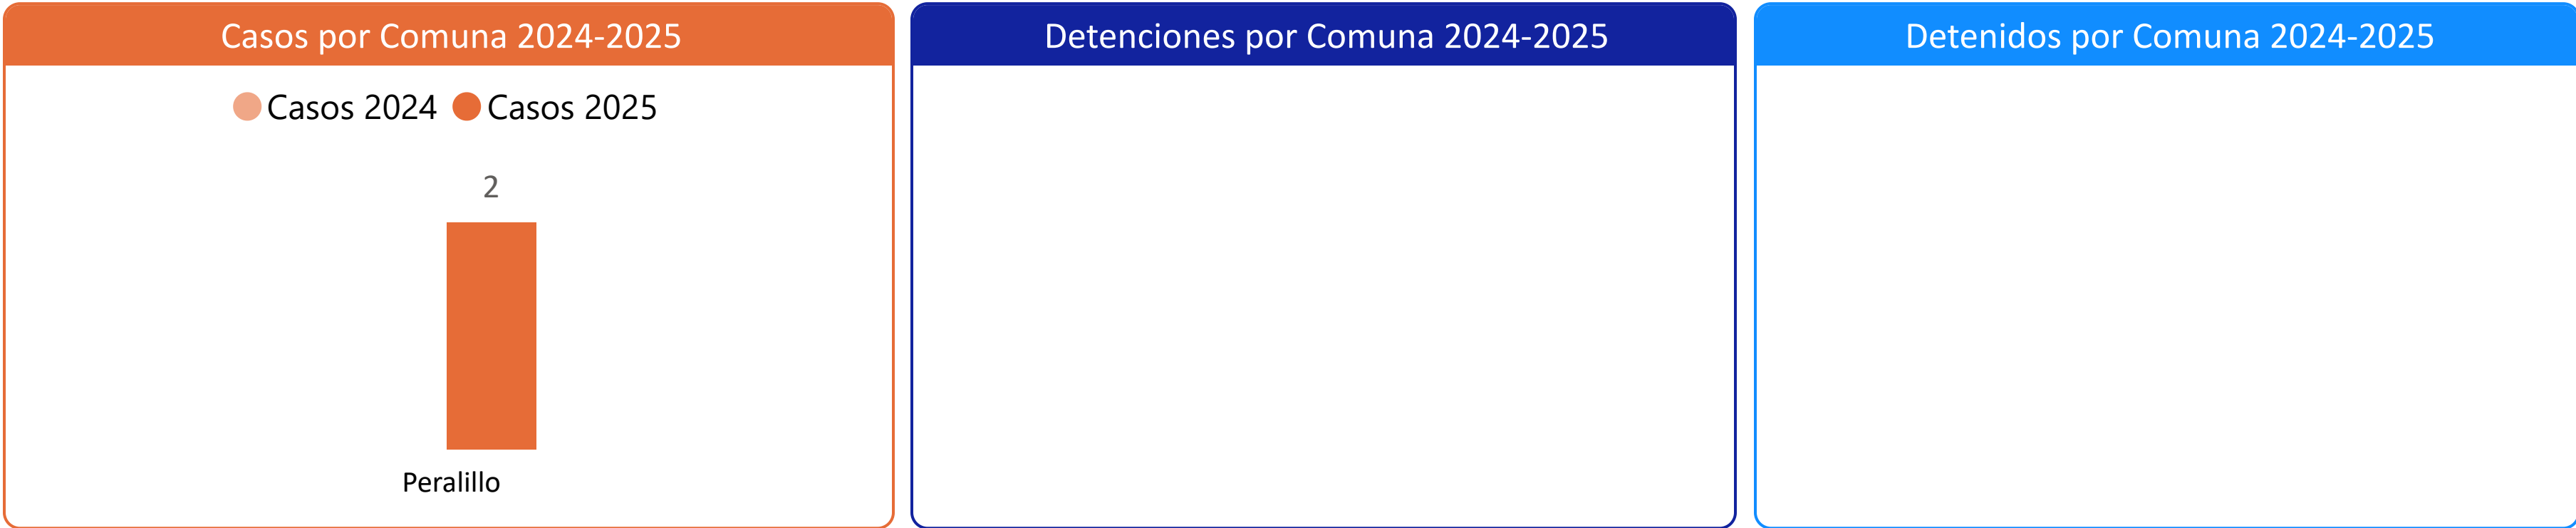 Casos por Comuna 2024-2025
Casos 2024 Casos 2025
2
Peralillo
Detenciones por Comuna 2024-2025
Detenidos por Comuna 2024-2025